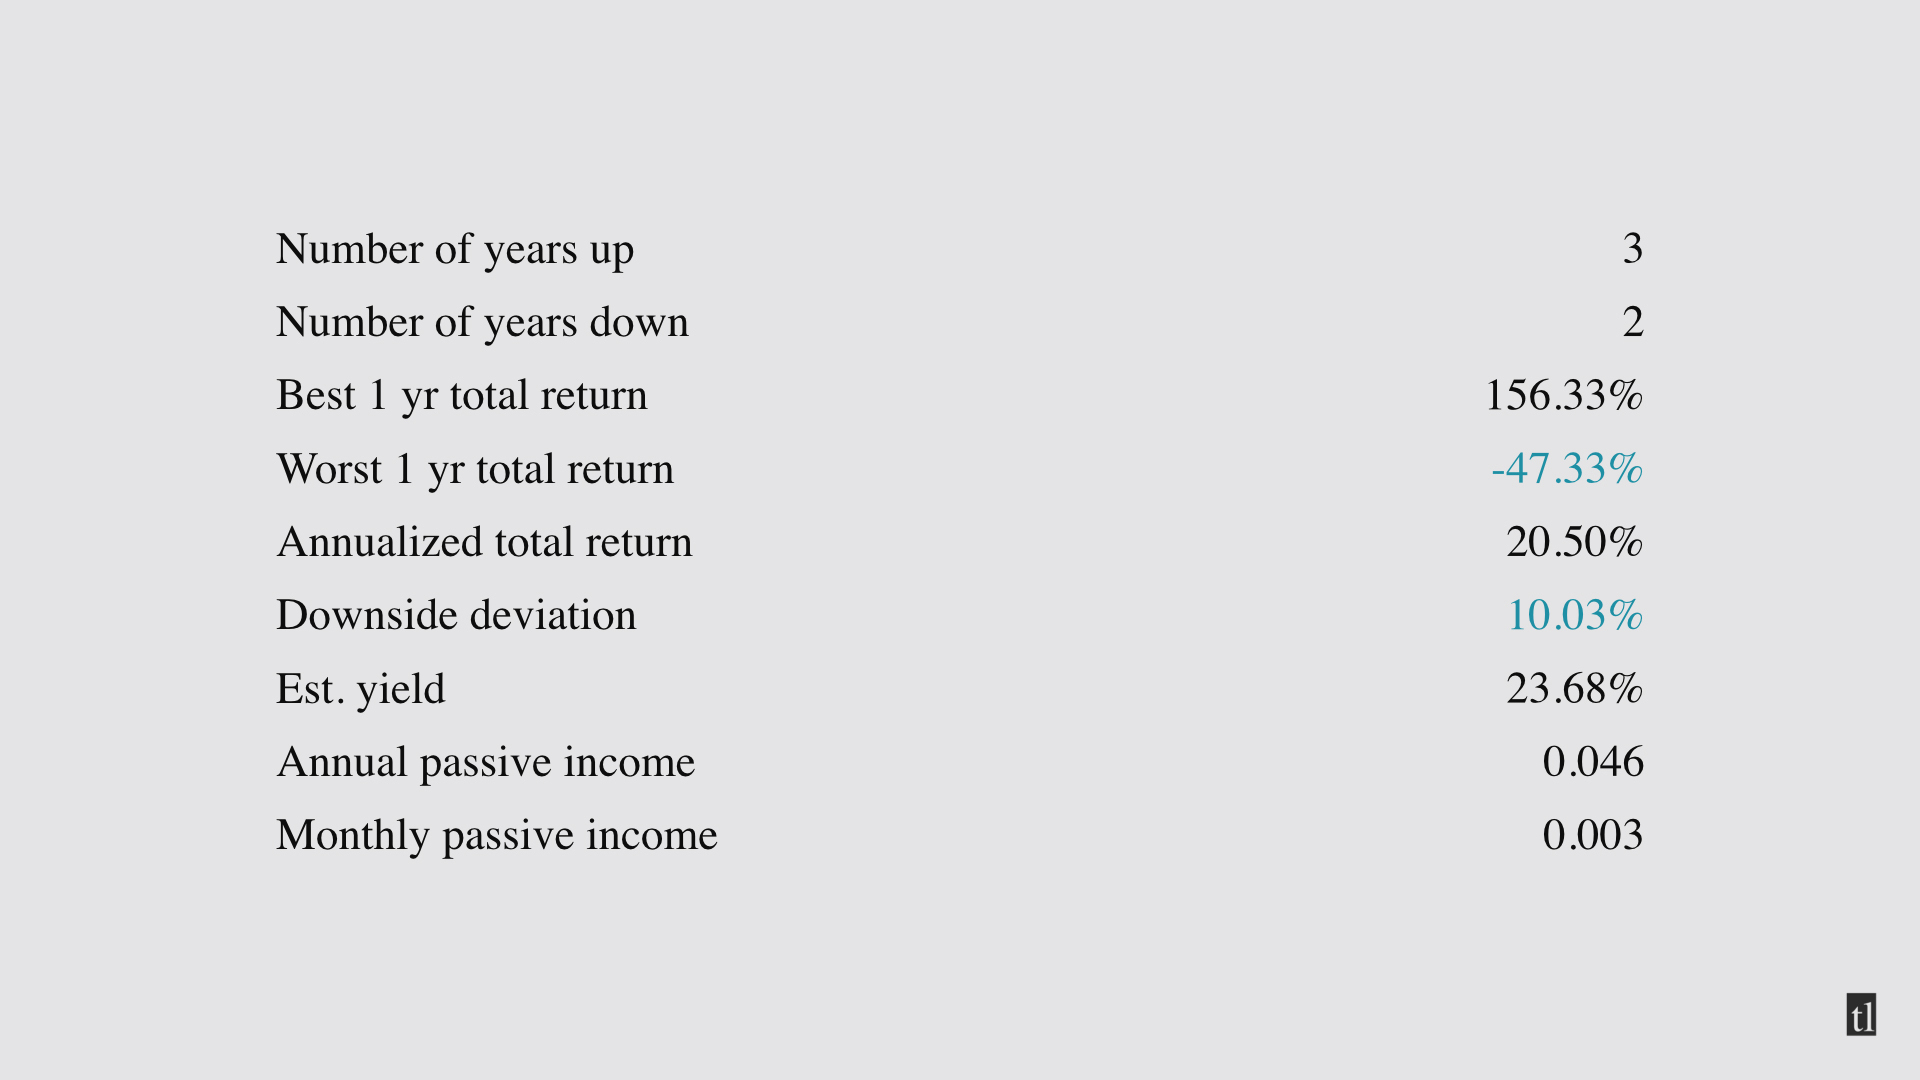 Number of years up 3
Number of years down 2
Best 1 yr total return 156.33%
Worst 1 yr total return -47.33%
Annualized total return 20.50%
Downside deviation 10.03%
Est. yield 23.68%
Annual passive income 0.046
Monthly passive income 0.003
tl